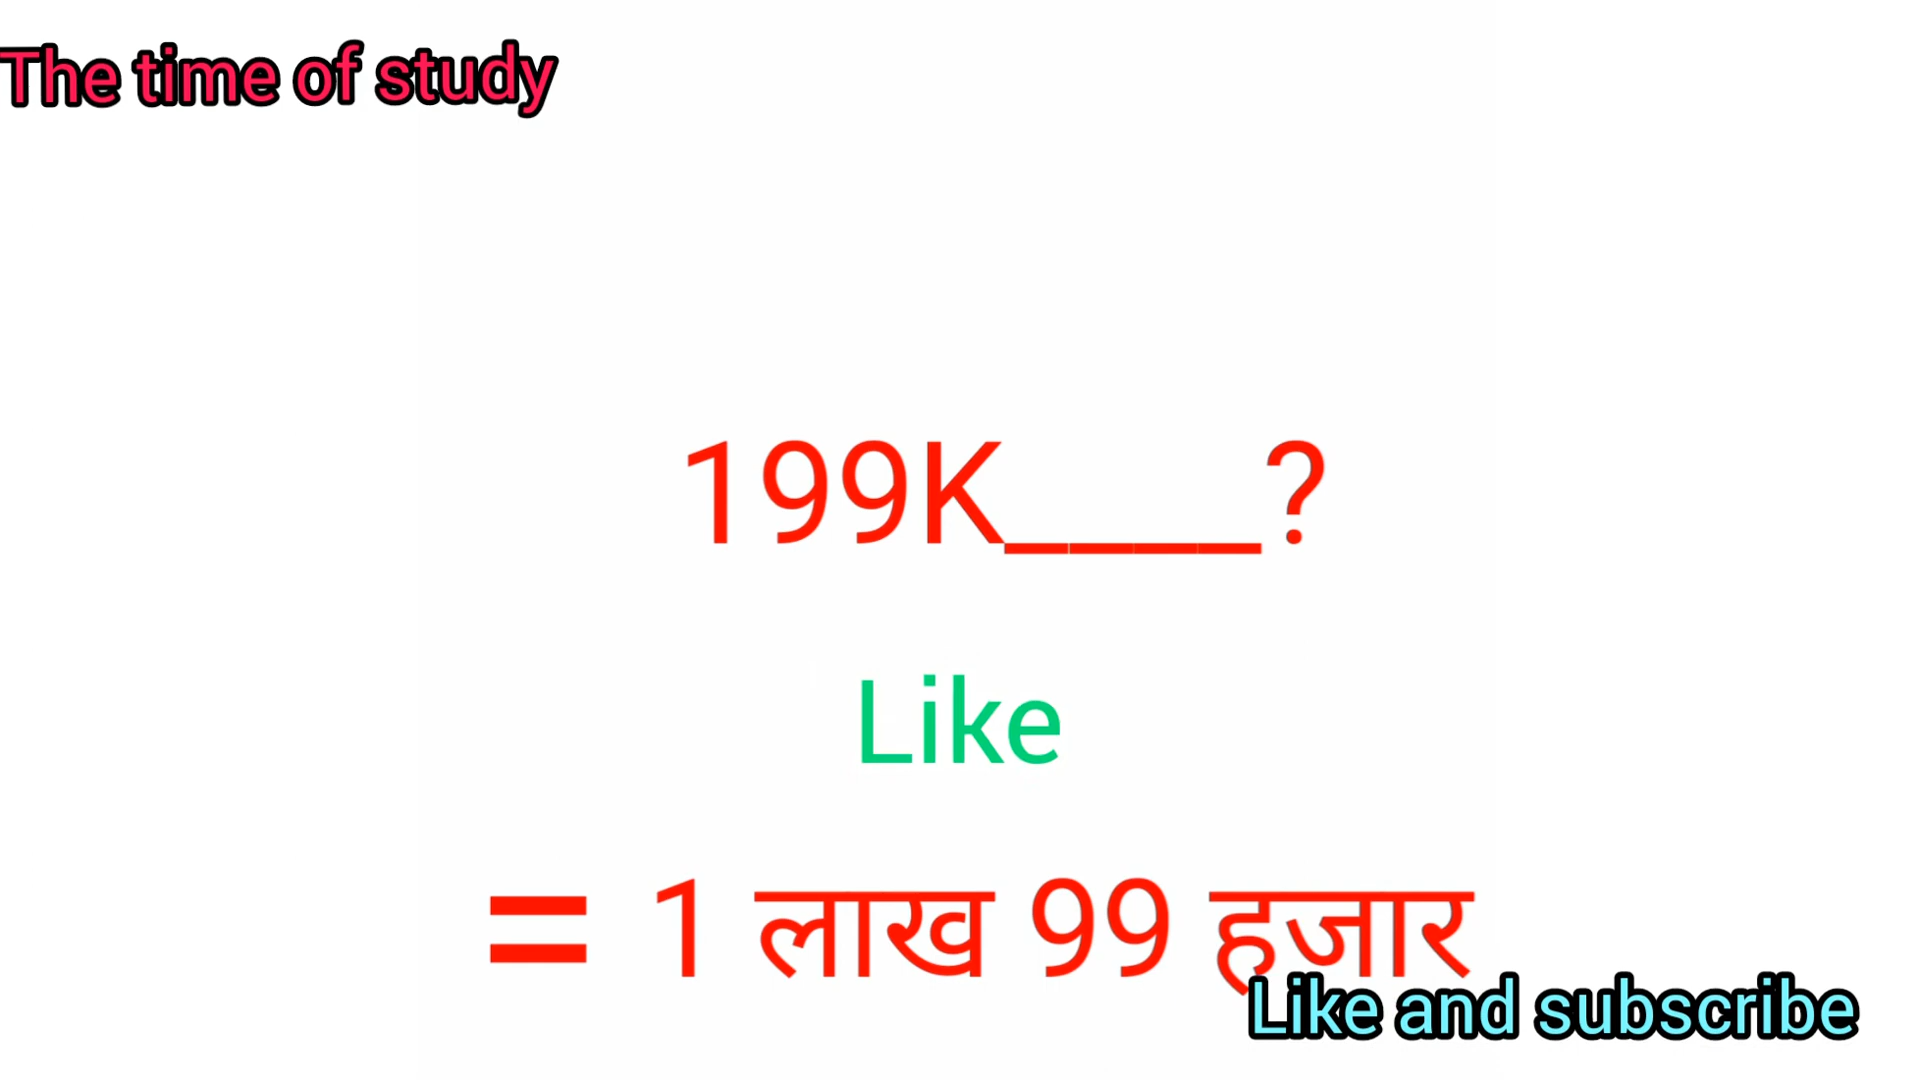 The time of study
199K____?
Like
= 1 लाख 99 हजार
Like and subscribe